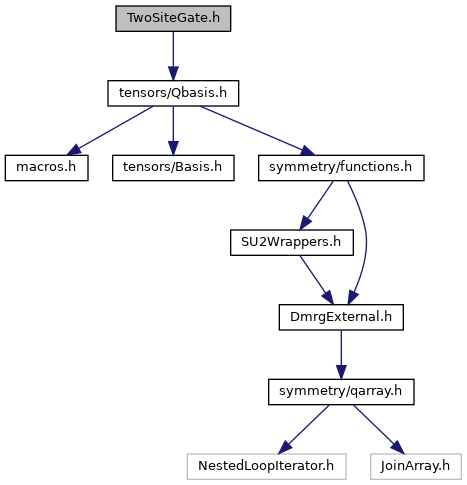 TwoSiteGate.h
tensors/Qbasis.h
macros.h
tensors/Basis.h
symmetry/functions.h
SU2Wrappers.h
DmrgExternal.h
symmetry/qarray.h
NestedLoopIterator.h
JoinArray.h